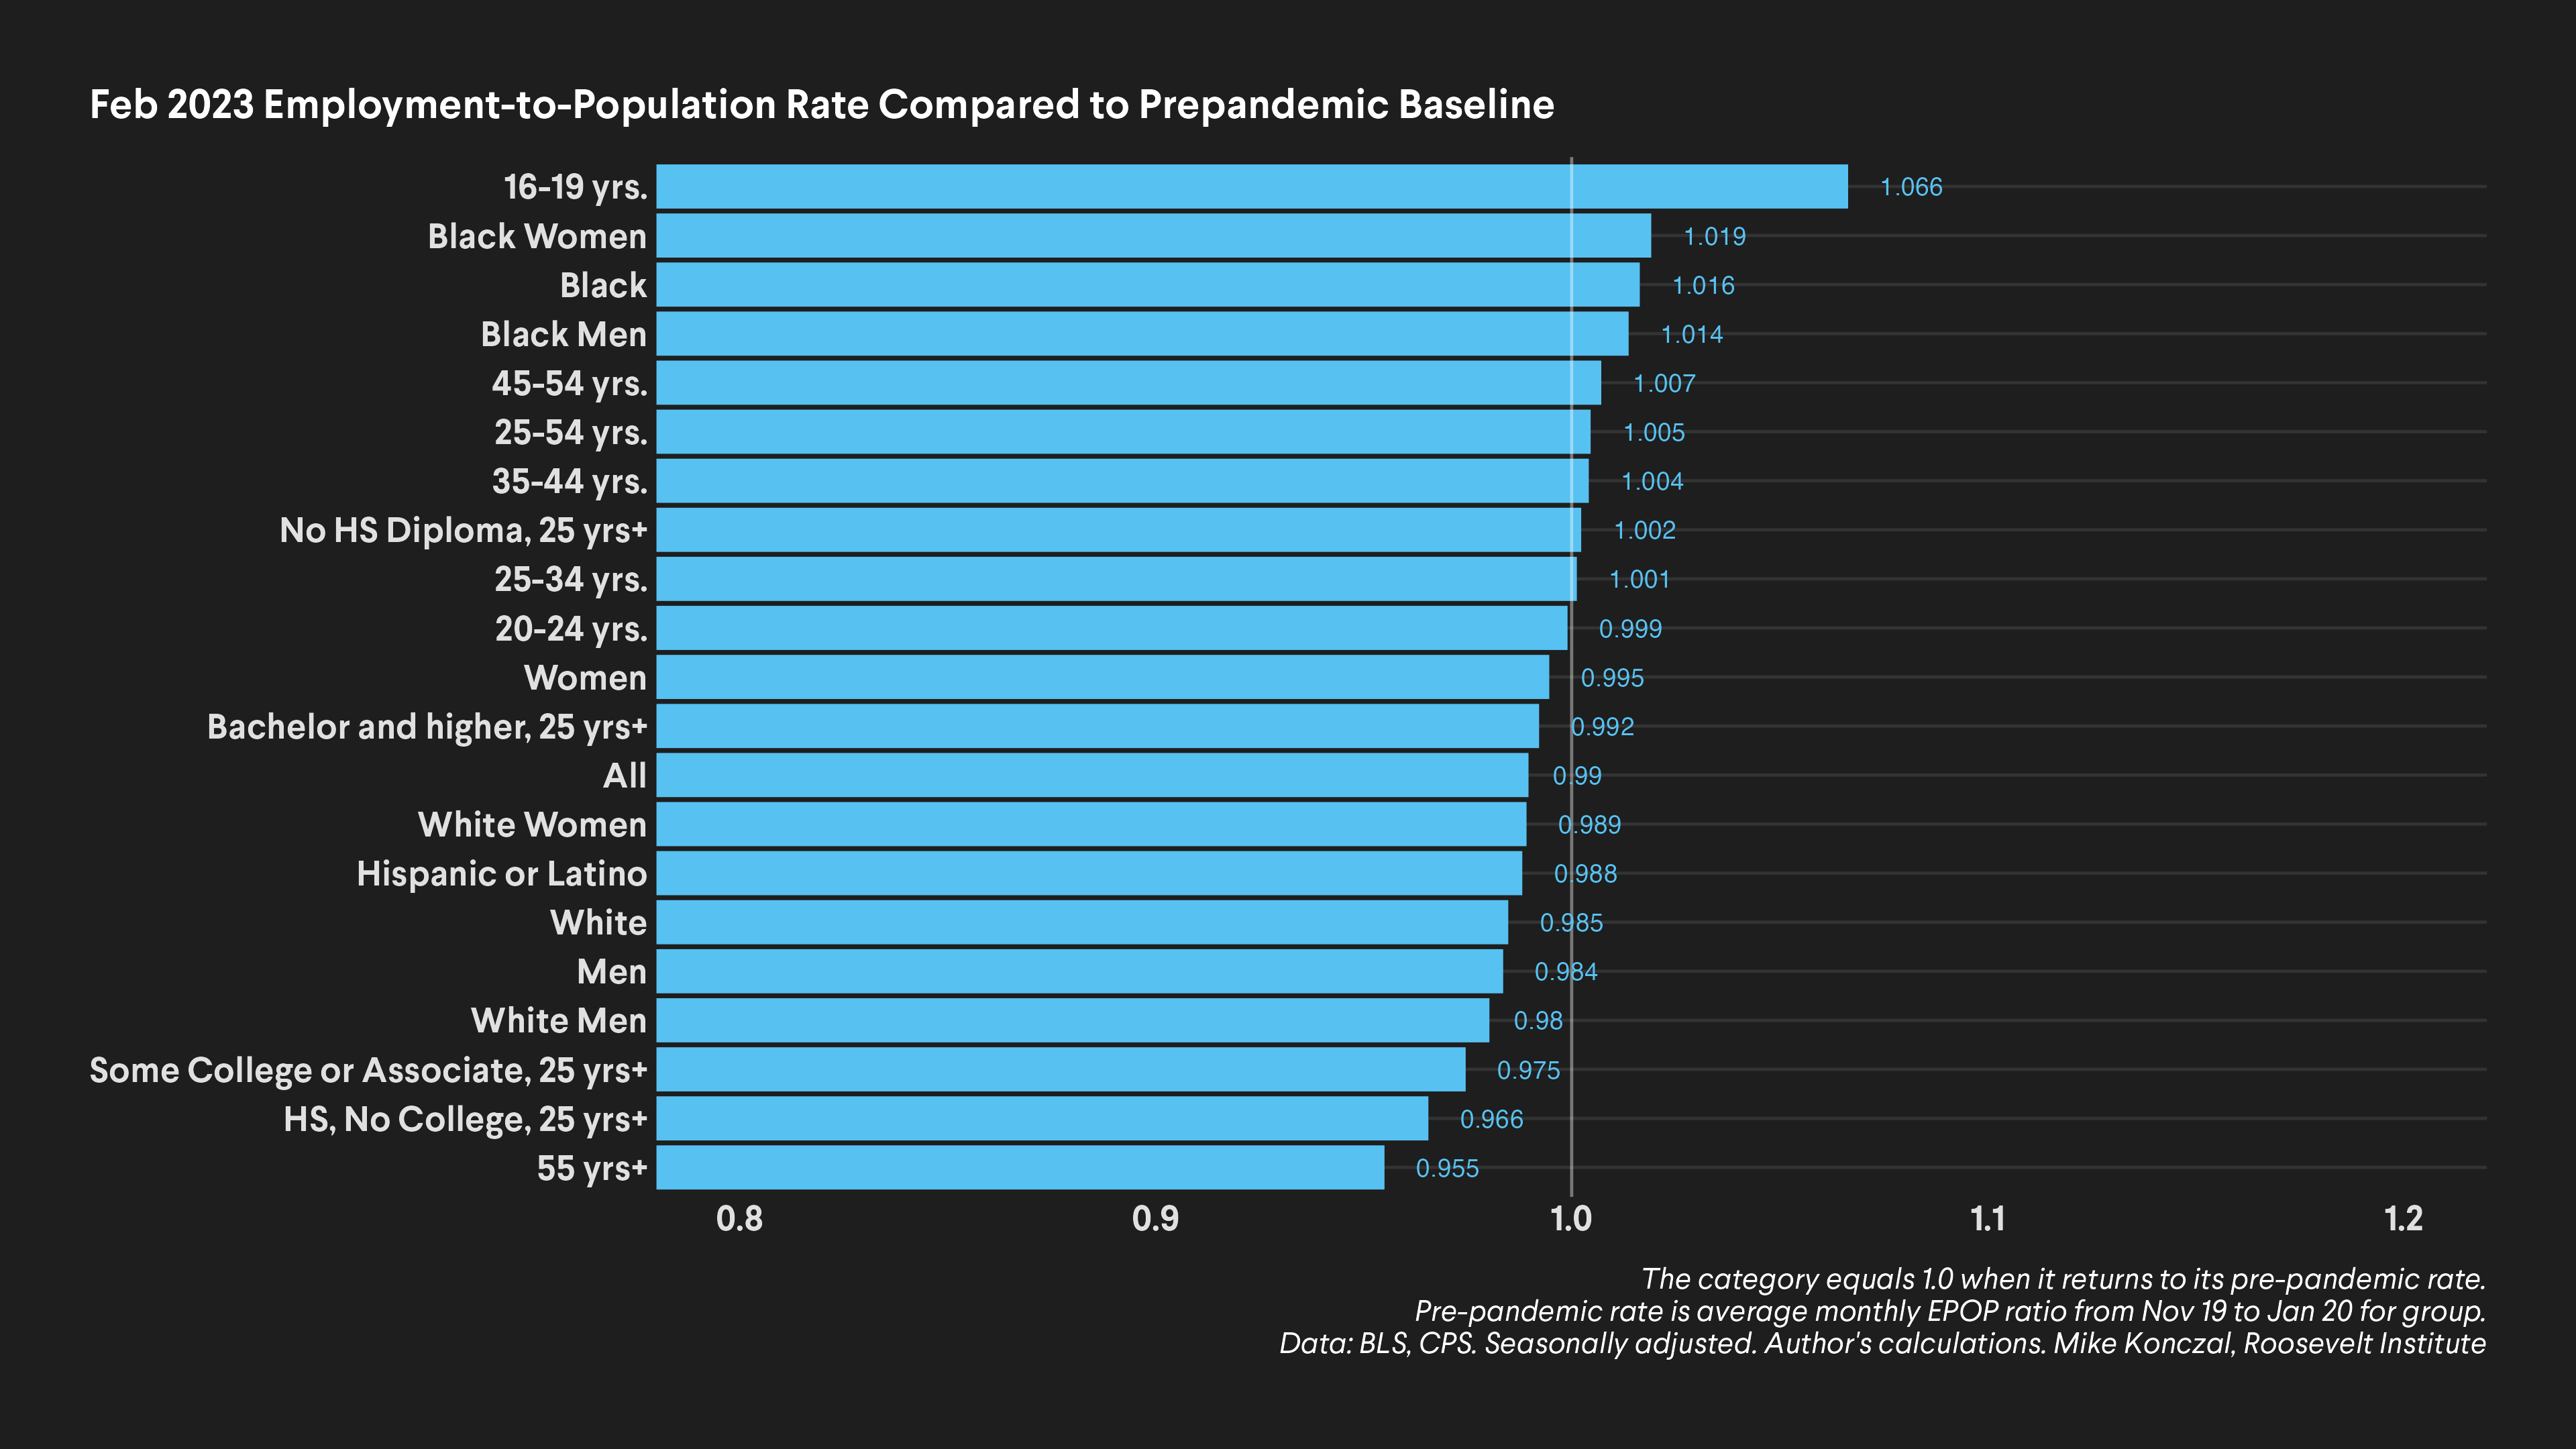 Feb 2023 Employment-to-Population Rate Compared to Prepandemic Baseline
16-19 yrs. 1.066
Black Women 1.019
Black 1.016
Black Men 1.014
45-54 yrs. 1.007
25-54 yrs. 1.005
35-44 yrs. 1.004
No HS Diploma, 25 yrs+ 1.002
25-34 yrs. 1.001
20-24 yrs. 0.999
Women 0.995
Bachelor and higher, 25 yrs+ 0.992
All 0.99
White Women 0.989
Hispanic or Latino 0.988
White 0.985
Men 0.984
White Men 0.98
Some College or Associate, 25 yrs+ 0.975
HS, No College, 25 yrs+ 0.966
55 yrs+ 0.955
0.8 0.9 1.0 1.1 1.2
The category equals 1.0 when it returns to its pre-pandemic rate.
Pre-pandemic rate is average monthly EPOP ratio from Nov 19 to Jan 20 for group.
Data: BLS, CPS. Seasonally adjusted. Author's calculations. Mike Konczal, Roosevelt Institute